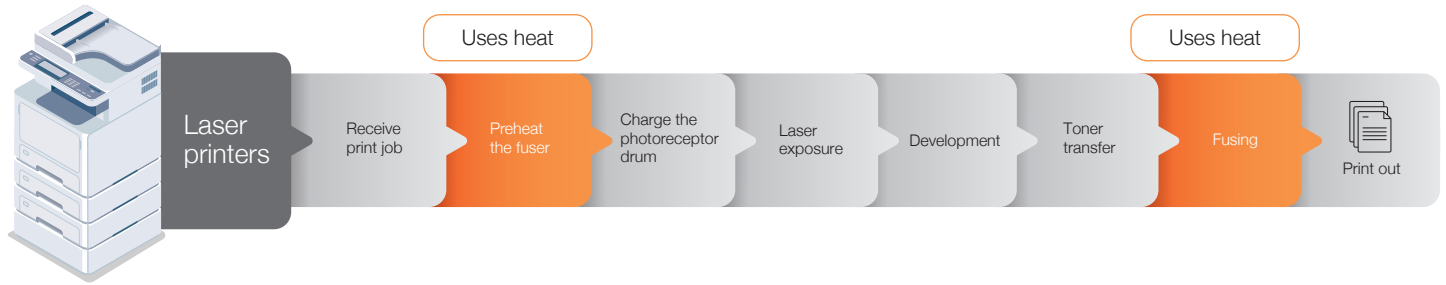 Uses heat
Uses heat
Laser
printers
Receive
print job
Preheat
the fuser
Charge the
photoreceptor
drum
Laser
exposure
Development
Toner
transfer
Fusing
Print out